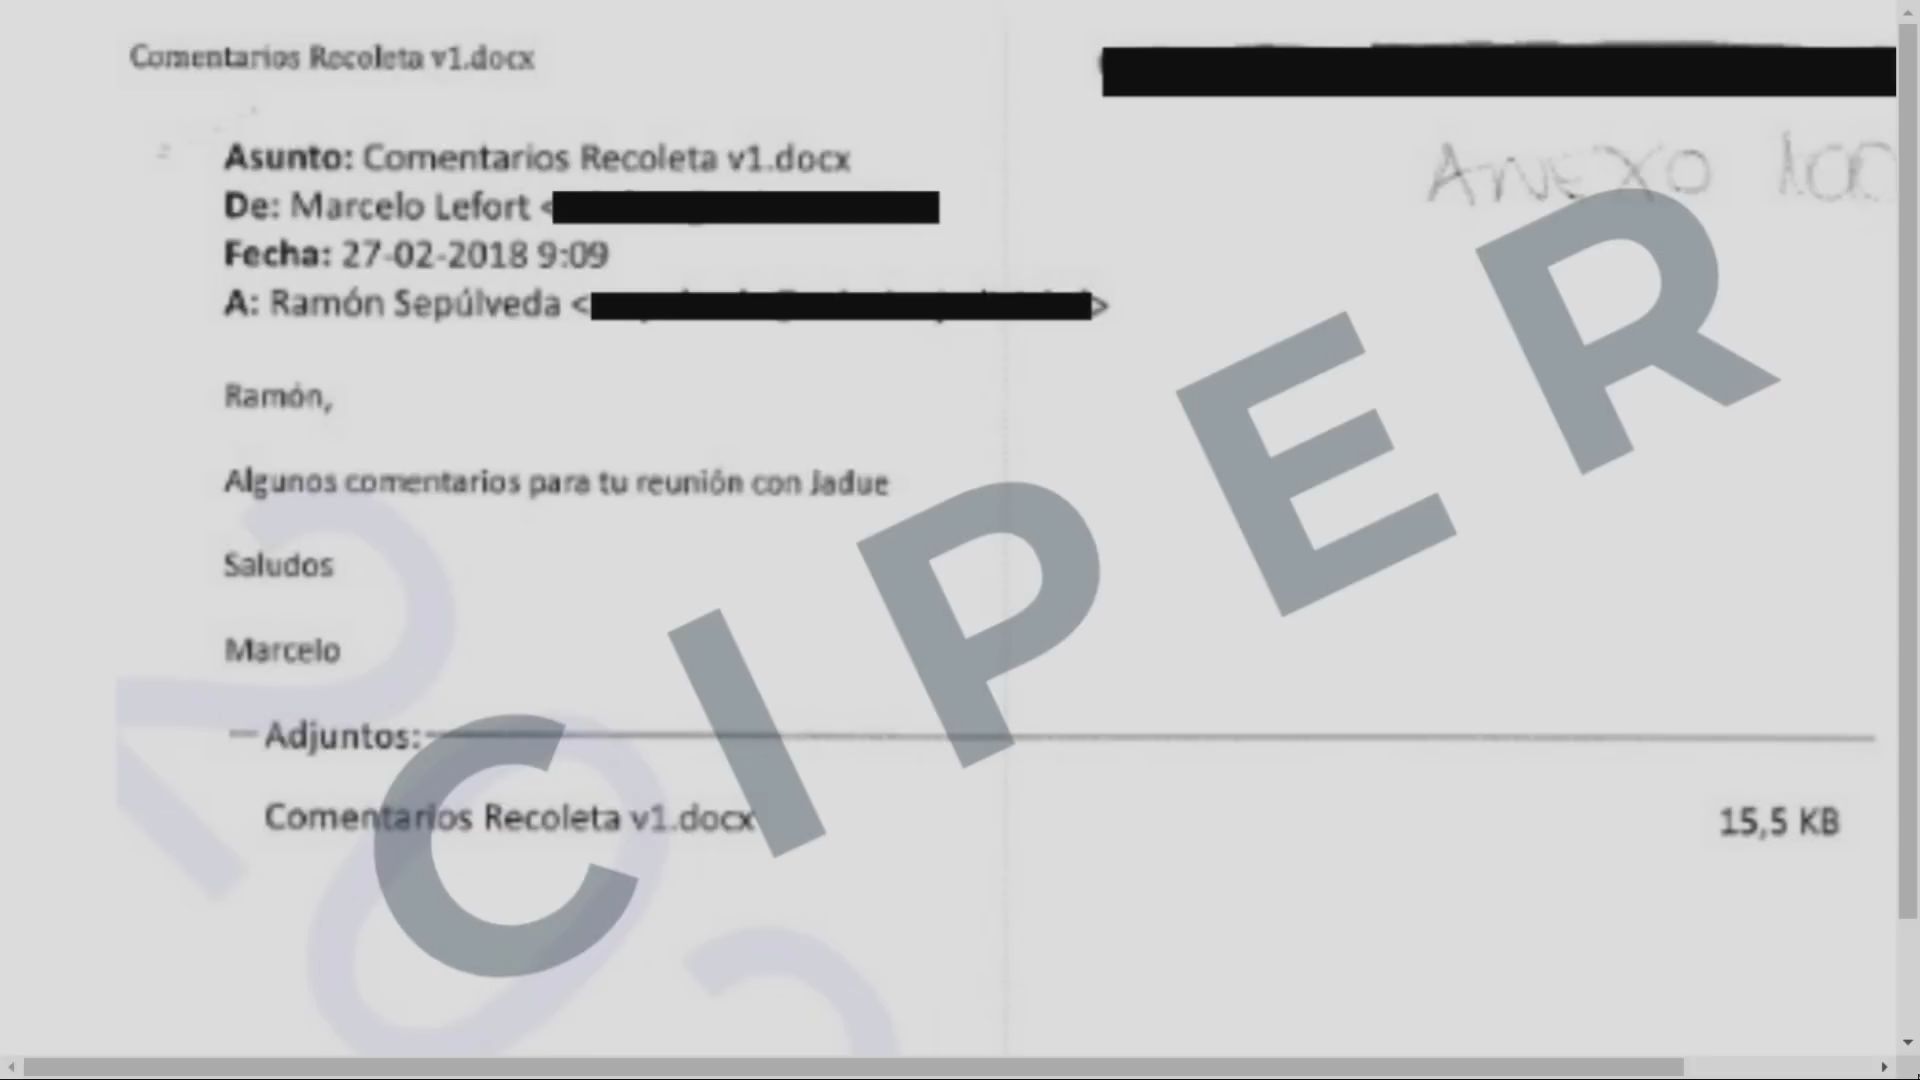 Comentarios Recoleta v1.docx
ANEXO
Asunto: Comentarios Recoleta v1.docx
De: Marcelo Lefort <
Fecha: 27-02-2018 9:09
A: Ramón Sepúlveda < >
Ramón,
Algunos comentarios para tu reunión con Jadue
Saludos
Marcelo
Adjuntos:
Comentarios Recoleta v1.docx 15,5 KB
CIPER